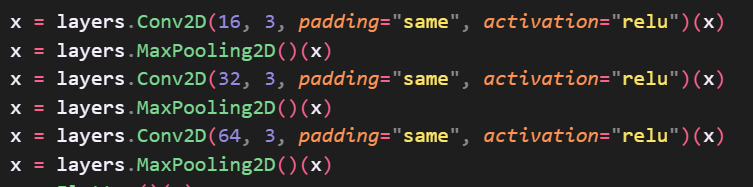 x = layers.Conv2D(16, 3, padding="same", activation="relu")(x)
x = layers.MaxPooling2D()(x)
x = layers.Conv2D(32, 3, padding="same", activation="relu")(x)
x = layers.MaxPooling2D()(x)
x = layers.Conv2D(64, 3, padding="same", activation="relu")(x)
x = layers.MaxPooling2D()(x)